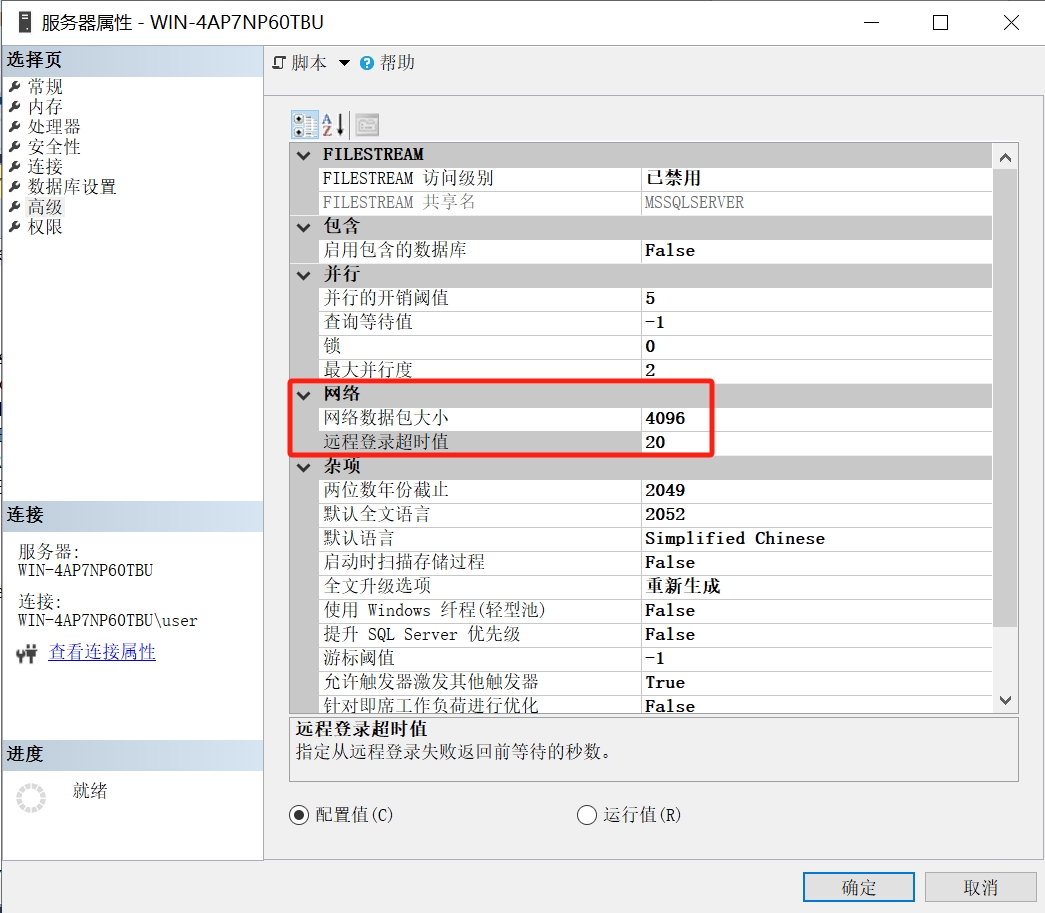 服务器属性 - WIN-4AP7NP60TBU
选择页
常规
内存
处理器
安全性
连接
数据库设置
高级
权限
脚本
帮助
FILESTREAM
FILESTREAM 访问级别 已禁用
FILESTREAM 共享名 MSSQLSERVER
包含
启用包含的数据库 False
并行
并行的开销阈值 5
查询等待值 -1
锁 0
最大并行度 2
网络
网络数据包大小 4096
远程登录超时值 20
杂项
两位数年份截止 2049
默认全文语言 2052
默认语言 Simplified Chinese
启动时扫描存储过程 False
全文升级选项 重新生成
使用 Windows 纤程(轻型池) False
提升 SQL Server 优先级 False
游标阈值 -1
允许触发器激发其他触发器 True
针对即席工作负荷进行优化 False
远程登录超时值
指定从远程登录失败返回前等待的秒数。
配置值(C)
运行值(R)
连接
服务器:
WIN-4AP7NP60TBU
连接:
WIN-4AP7NP60TBU\user
查看连接属性
进度
就绪
确定
取消